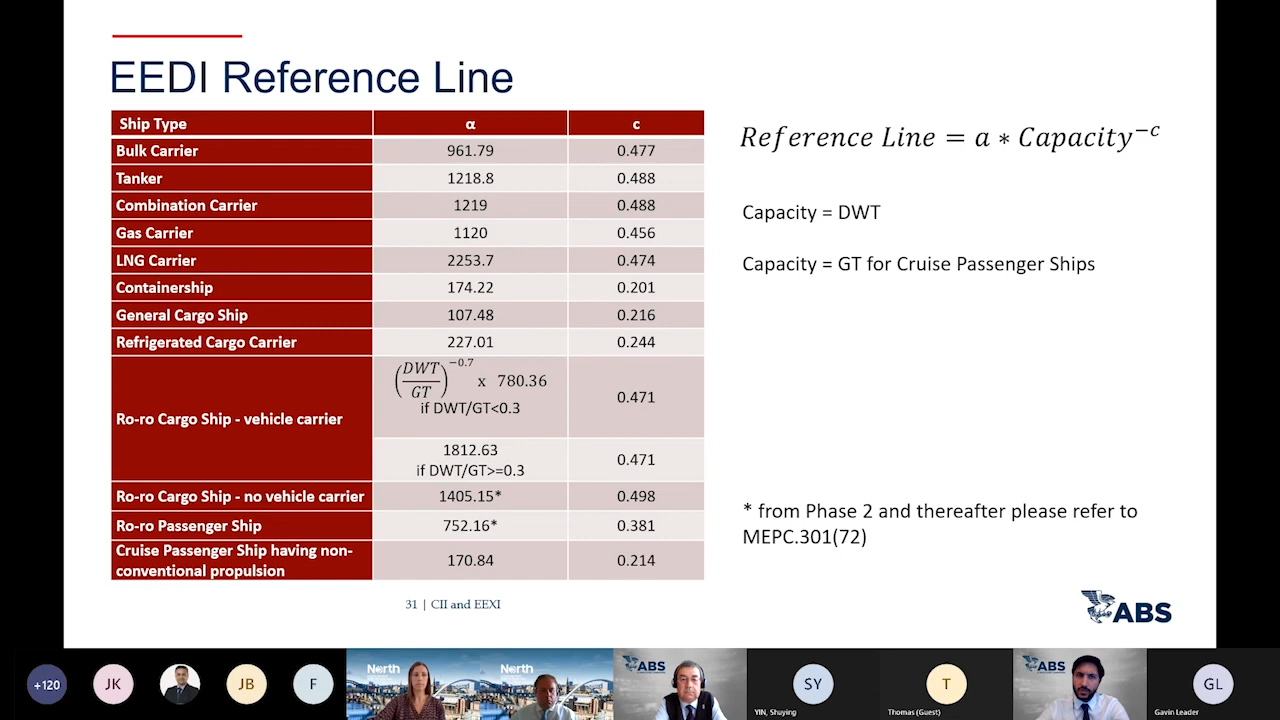 EEDI Reference Line
Ship Type α c
Bulk Carrier 961.79 0.477
Tanker 1218.8 0.488
Combination Carrier 1219 0.488
Gas Carrier 1120 0.456
LNG Carrier 2253.7 0.474
Containership 174.22 0.201
General Cargo Ship 107.48 0.216
Refrigerated Cargo Carrier 227.01 0.244
Ro-ro Cargo Ship - vehicle carrier
(DWT/GT)^−0.7 x 780.36
if DWT/GT<0.3
0.471
1812.63
if DWT/GT>=0.3
0.471
Ro-ro Cargo Ship - no vehicle carrier 1405.15* 0.498
Ro-ro Passenger Ship 752.16* 0.381
Cruise Passenger Ship having non-
conventional propulsion
170.84 0.214
Reference Line = a ∗ Capacity^−c
Capacity = DWT
Capacity = GT for Cruise Passenger Ships
* from Phase 2 and thereafter please refer to
MEPC.301(72)
31 | CII and EEXI
ABS
+120
JK
JB
F
North
North
ABS
SY
YIN, Shuying
T
Thomas (Guest)
ABS
GL
Gavin Leader